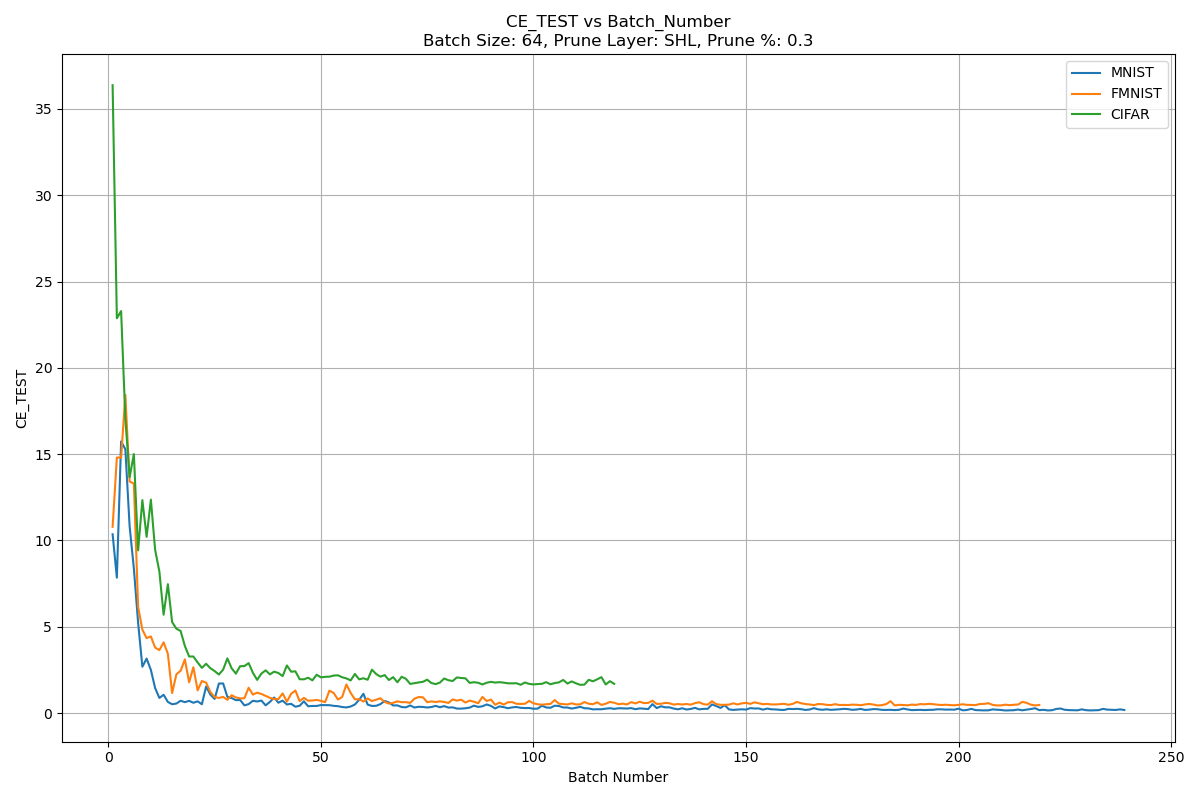 CE_TEST vs Batch_Number
Batch Size: 64, Prune Layer: SHL, Prune %: 0.3
MNIST
FMNIST
CIFAR
CE_TEST
35
30
25
20
15
10
5
0
0 50 100 150 200 250
Batch Number